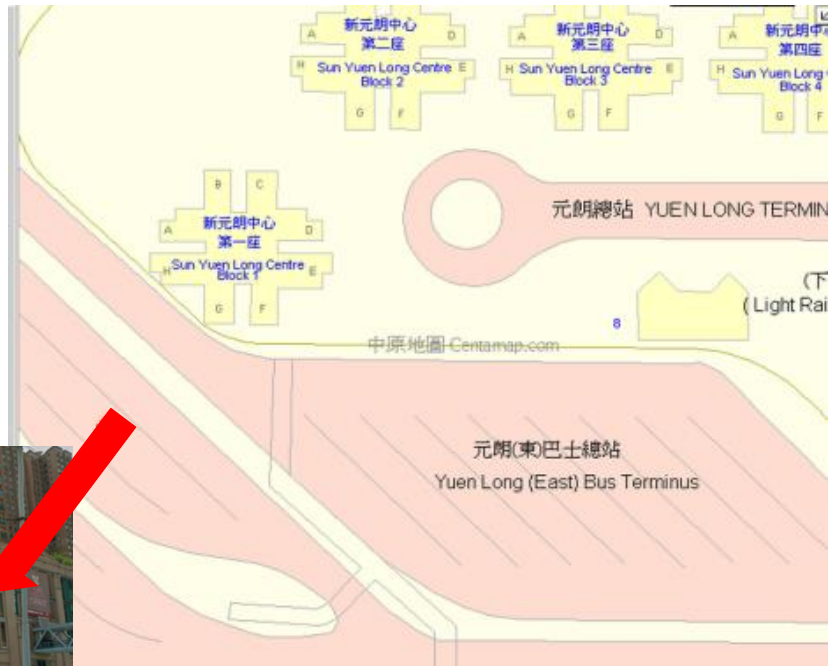 新元朗中心
第二座
A
D
H
Sun Yuen Long Centre
E
Block 2
G
F
新元朗中心
第三座
A
D
H
Sun Yuen Long Centre
E
Block 3
G
F
新元朗中
第四座
A
H
Sun Yuen Long
Block 4
G
F
B
C
新元朗中心
第一座
A
D
H
Sun Yuen Long Centre
E
Block 1
G
F
元朗總站 YUEN LONG TERMIN
(下
( Light Rai
8
中原地圖 Centamap.com
元朗(東)巴士總站
Yuen Long (East) Bus Terminus